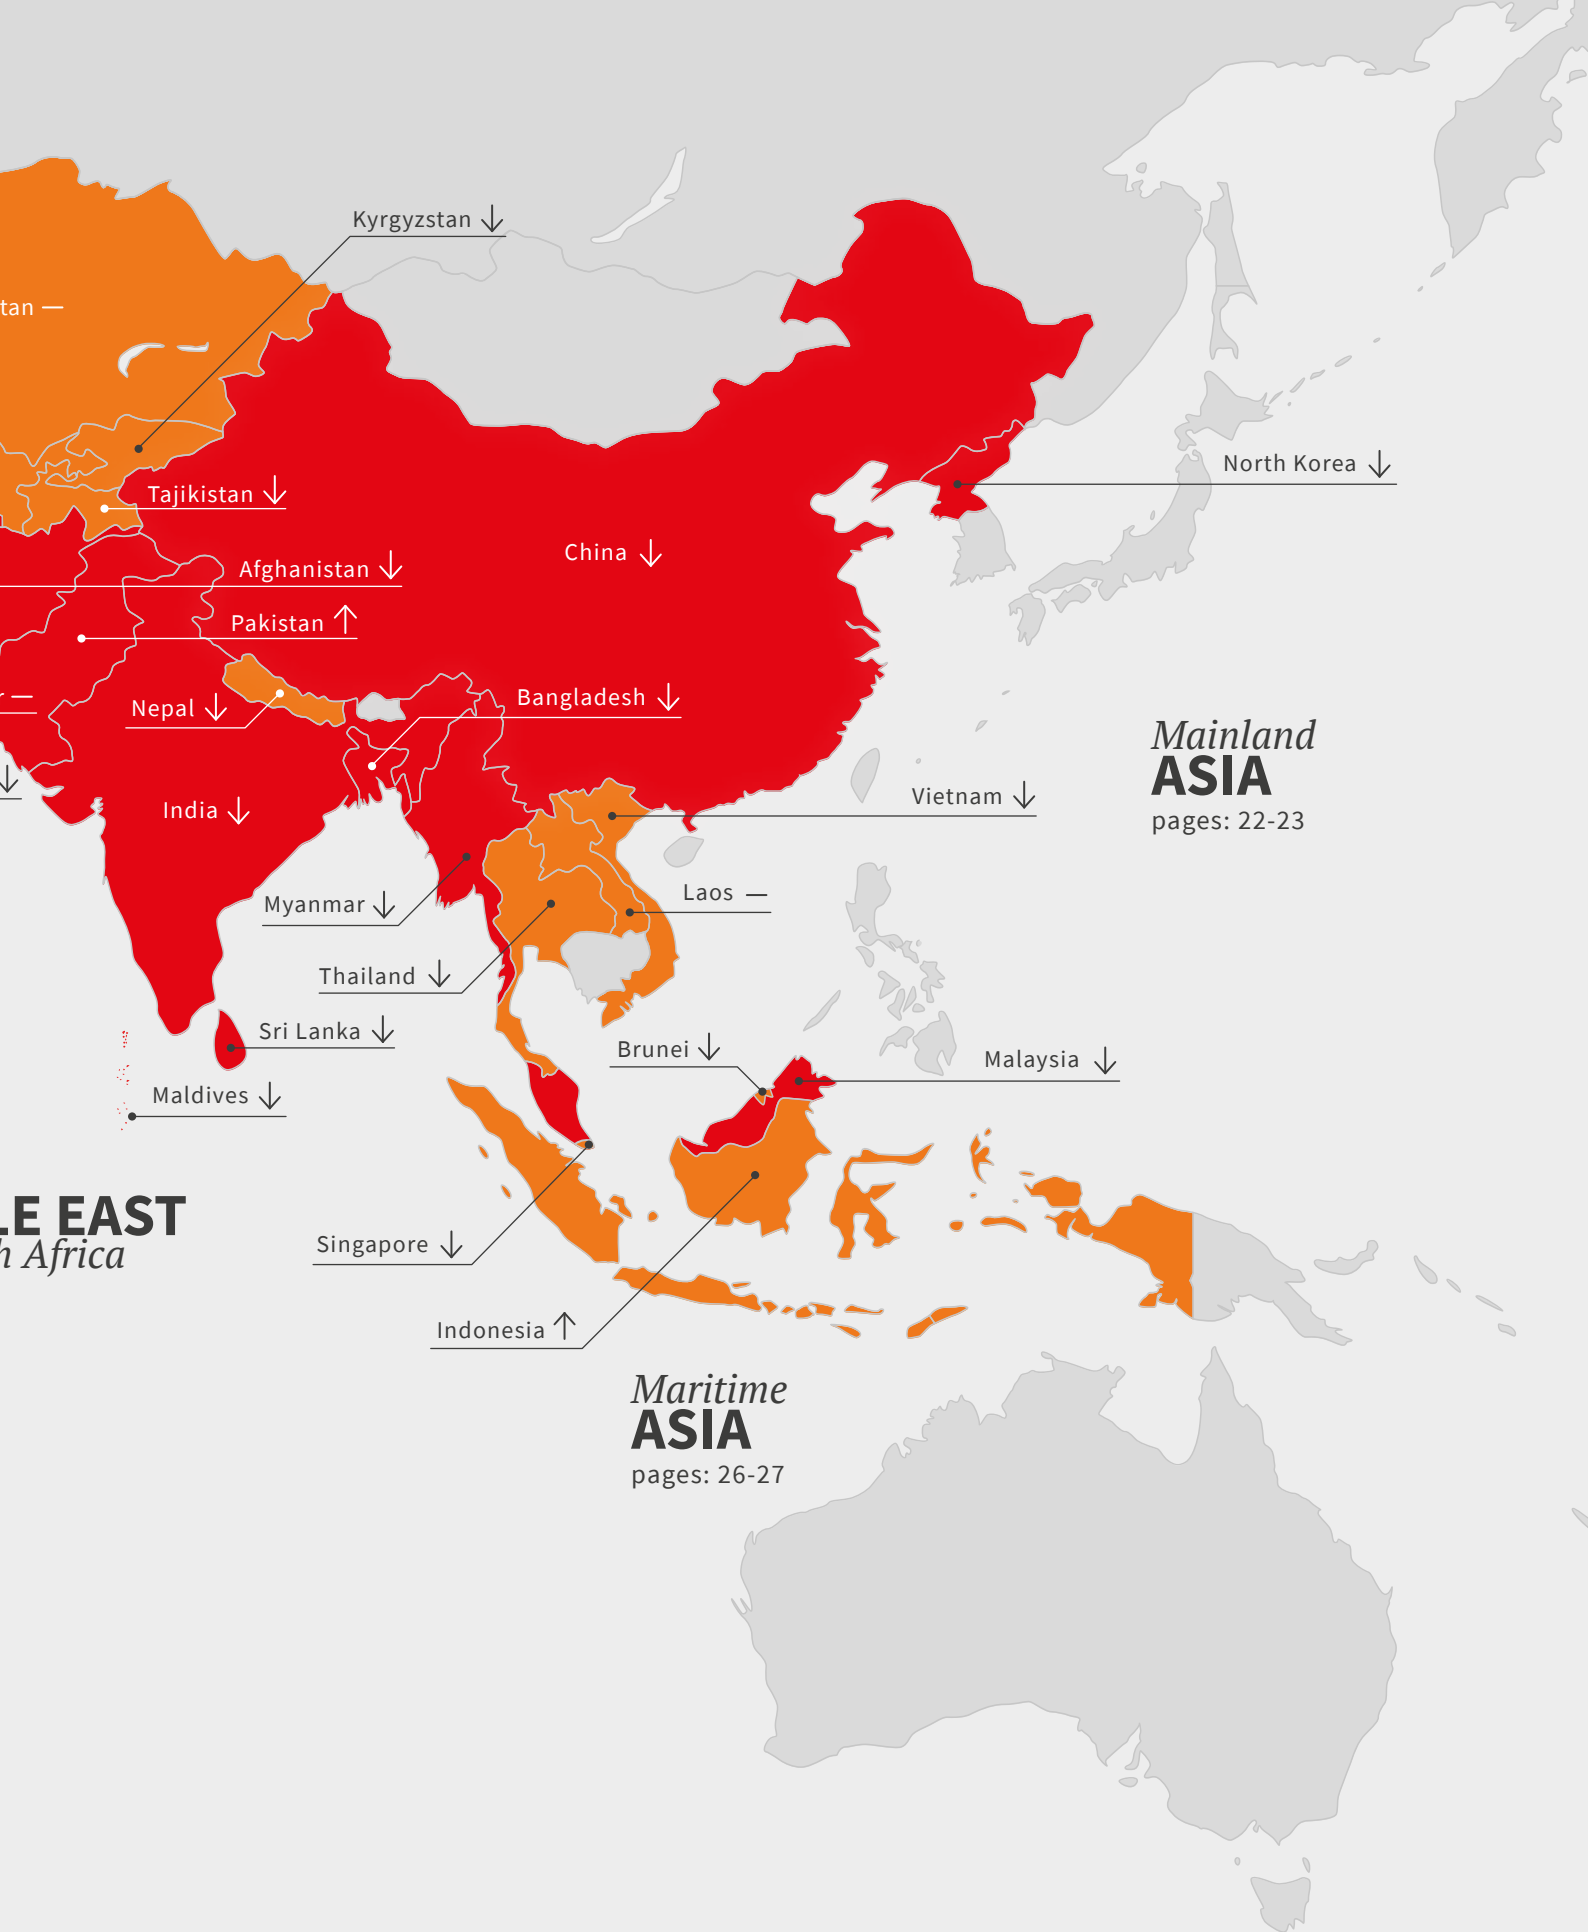 Kyrgyzstan ↓
tan —
Tajikistan ↓
North Korea ↓
China ↓
Afghanistan ↓
Pakistan ↑
Nepal ↓
Bangladesh ↓
India ↓
Vietnam ↓
Mainland
ASIA
pages: 22-23
Myanmar ↓
Laos —
Thailand ↓
Sri Lanka ↓
Maldives ↓
Brunei ↓
Malaysia ↓
LE EAST
h Africa
Singapore ↓
Indonesia ↑
Maritime
ASIA
pages: 26-27